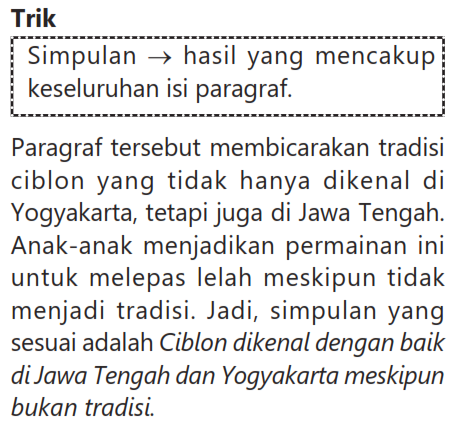 Trik
Simpulan → hasil yang mencakup
keseluruhan isi paragraf.
Paragraf tersebut membicarakan tradisi
ciblon yang tidak hanya dikenal di
Yogyakarta, tetapi juga di Jawa Tengah.
Anak-anak menjadikan permainan ini
untuk melepas lelah meskipun tidak
menjadi tradisi. Jadi, simpulan yang
sesuai adalah Ciblon dikenal dengan baik
di Jawa Tengah dan Yogyakarta meskipun
bukan tradisi.